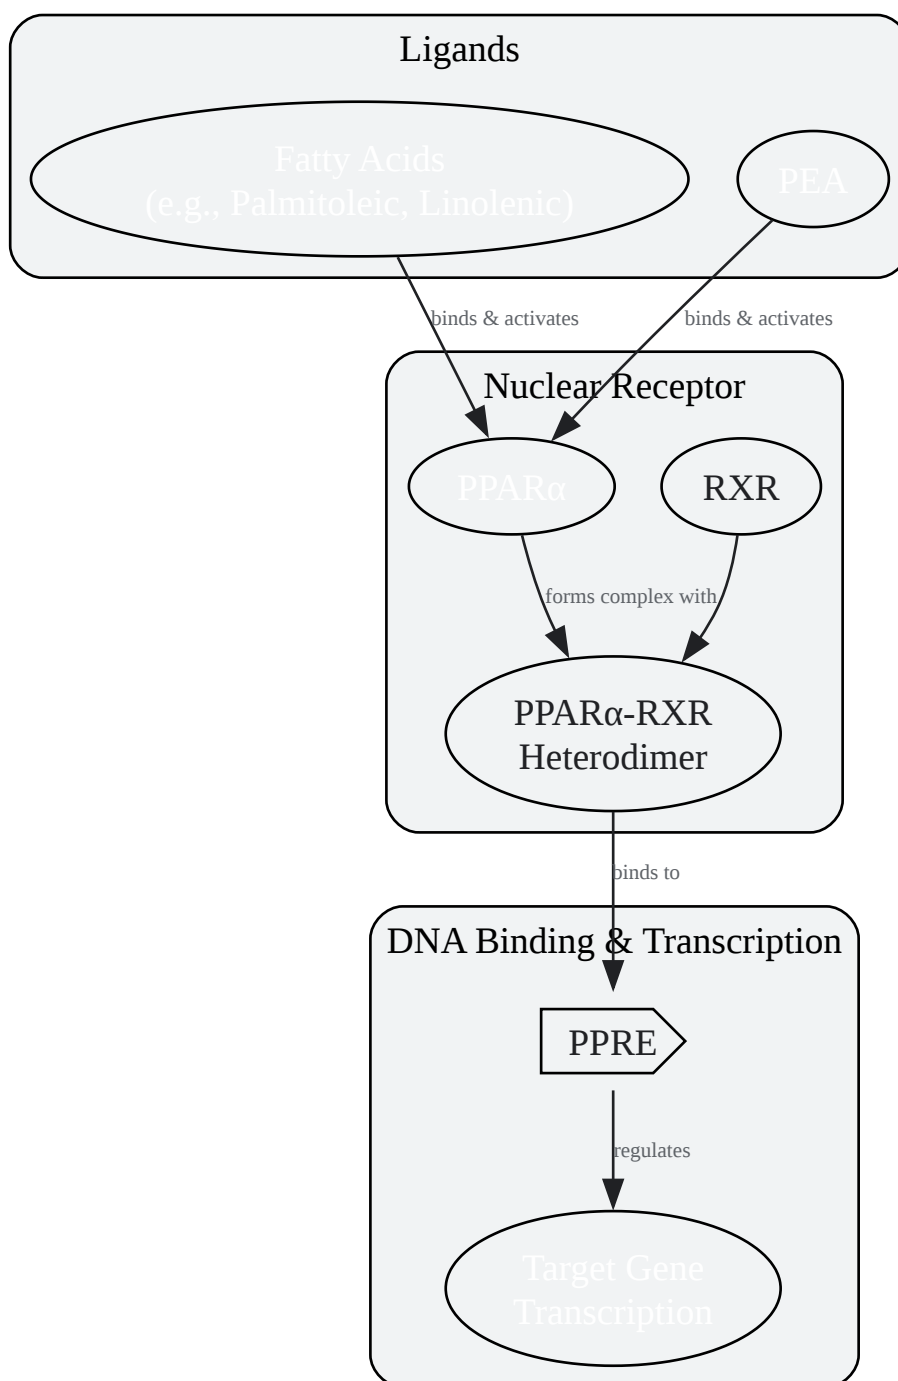 Ligands
Fatty Acids
(e.g., Palmitoleic, Linolenic)
PEA
binds & activates
binds & activates
Nuclear Receptor
PPARα
RXR
forms complex with
PPARα-RXR
Heterodimer
binds to
DNA Binding & Transcription
PPRE
regulates
Target Gene
Transcription